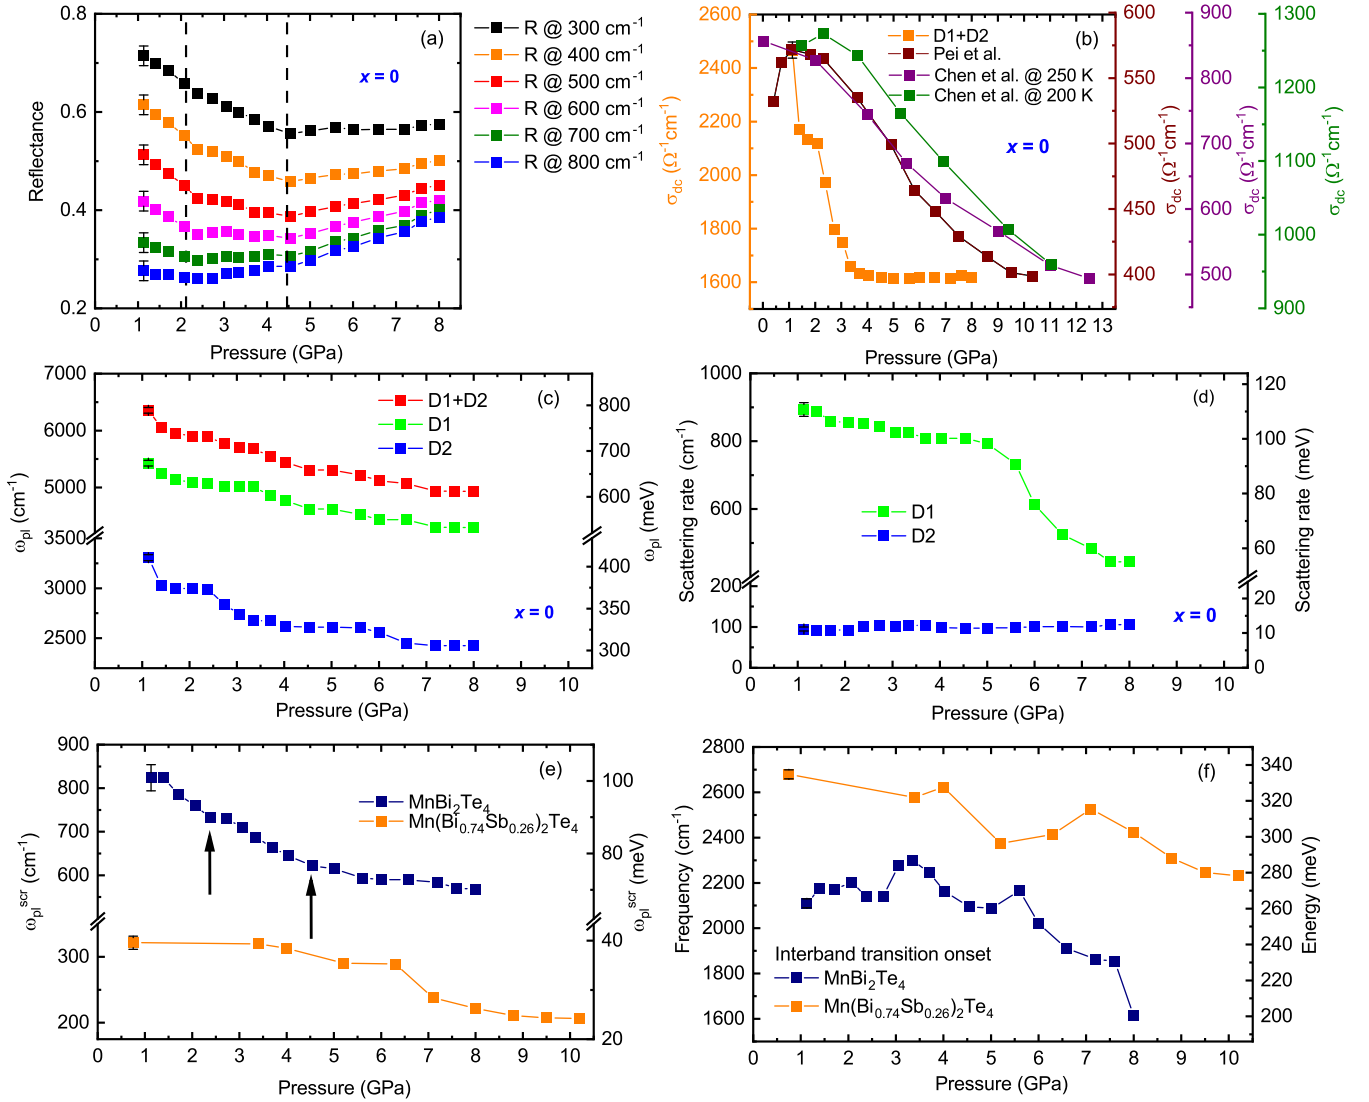 (a)
R @ 300 cm⁻¹
R @ 400 cm⁻¹
R @ 500 cm⁻¹
R @ 600 cm⁻¹
R @ 700 cm⁻¹
R @ 800 cm⁻¹
x = 0
Reflectance
0.8
0.6
0.4
0.2
0 1 2 3 4 5 6 7 8
Pressure (GPa)
(b)
D1+D2
Pei et al.
Chen et al. @ 250 K
Chen et al. @ 200 K
x = 0
σdc (Ω⁻¹cm⁻¹)
2600
2400
2200
2000
1800
1600
σdc (Ω⁻¹cm⁻¹)
600
550
500
450
400
σdc (Ω⁻¹cm⁻¹)
900
800
700
600
500
σdc (Ω⁻¹cm⁻¹)
1300
1200
1100
1000
900
0 1 2 3 4 5 6 7 8 9 10 11 12 13
Pressure (GPa)
(c)
D1+D2
D1
D2
x = 0
ωpl (cm⁻¹)
7000
6000
5000
3500
3000
2500
ωpl (meV)
800
700
600
400
350
300
0 1 2 3 4 5 6 7 8 9 10
Pressure (GPa)
(d)
D1
D2
x = 0
Scattering rate (cm⁻¹)
1000
800
600
200
100
0
Scattering rate (meV)
120
100
80
60
20
10
0
0 1 2 3 4 5 6 7 8 9 10
Pressure (GPa)
(e)
MnBi₂Te₄
Mn(Bi₀.₇₄Sb₀.₂₆)₂Te₄
ωplˢᶜʳ (cm⁻¹)
900
800
700
600
300
200
ωplˢᶜʳ (meV)
100
80
40
20
0 1 2 3 4 5 6 7 8 9 10
Pressure (GPa)
(f)
Interband transition onset
MnBi₂Te₄
Mn(Bi₀.₇₄Sb₀.₂₆)₂Te₄
Frequency (cm⁻¹)
2800
2600
2400
2200
2000
1800
1600
Energy (meV)
340
320
300
280
260
240
220
200
0 1 2 3 4 5 6 7 8 9 10
Pressure (GPa)